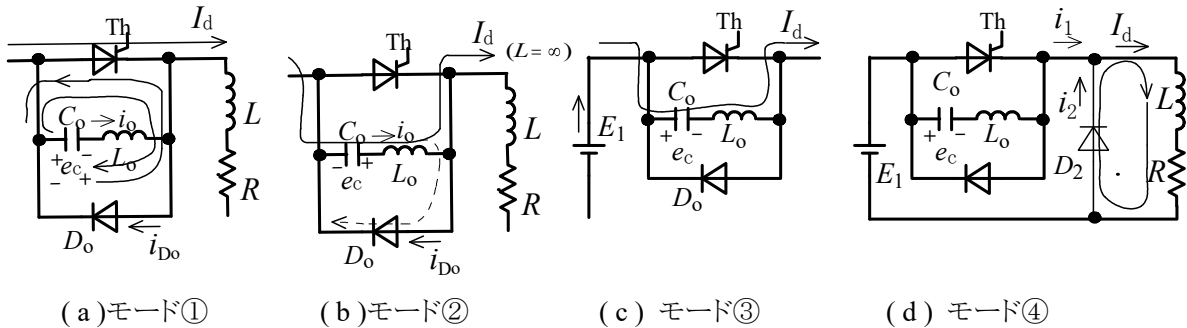 Th
I_d
C_o → i_o
+ −
e_c L_o
− +
D_o
i_Do
L
R
(a)モード①
Th
I_d
(L=∞)
C_o → i_o
− +
e_c
L_o
D_o
i_Do
L
R
(b)モード②
I_d
Th
E_1
C_o
+ −
e_c
L_o
D_o
(c) モード③
Th
i_1
I_d
C_o
+ −
e_c
L_o
E_1
D_o
i_2
D_2
L
R
(d) モード④